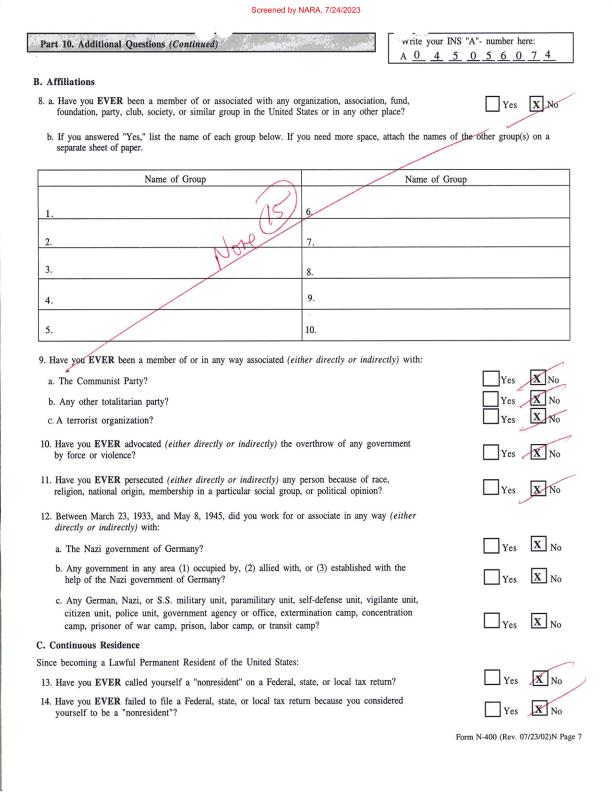 Screened by NARA, 7/24/2023
Part 10. Additional Questions (Continued)
Write your INS "A"- number here:
A 0 4 5 0 5 6 0 7 4
B. Affiliations
8. a. Have you EVER been a member of or associated with any organization, association, fund, Yes X No
foundation, party, club, society, or similar group in the United States or in any other place?
b. If you answered "Yes," list the name of each group below. If you need more space, attach the names of the other group(s) on a
separate sheet of paper.
Name of Group Name of Group
1. 6.
15
2. 7.
None
3. 8.
4. 9.
5. 10.
9. Have you EVER been a member of or in any way associated (either directly or indirectly) with:
a. The Communist Party? Yes X No
b. Any other totalitarian party? Yes X No
c. A terrorist organization? Yes X No
10. Have you EVER advocated (either directly or indirectly) the overthrow of any government
by force or violence? Yes X No
11. Have you EVER persecuted (either directly or indirectly) any person because of race,
religion, national origin, membership in a particular social group, or political opinion? Yes X No
12. Between March 23, 1933, and May 8, 1945, did you work for or associate in any way (either
directly or indirectly) with:
a. The Nazi government of Germany? Yes X No
b. Any government in any area (1) occupied by, (2) allied with, or (3) established with the
help of the Nazi government of Germany? Yes X No
c. Any German, Nazi, or S.S. military unit, paramilitary unit, self-defense unit, vigilante unit,
citizen unit, police unit, government agency or office, extermination camp, concentration
camp, prisoner of war camp, prison, labor camp, or transit camp? Yes X No
C. Continuous Residence
Since becoming a Lawful Permanent Resident of the United States:
13. Have you EVER called yourself a "nonresident" on a Federal, state, or local tax return? Yes X No
14. Have you EVER failed to file a Federal, state, or local tax return because you considered
yourself to be a "nonresident"? Yes X No
Form N-400 (Rev. 07/23/02)N Page 7